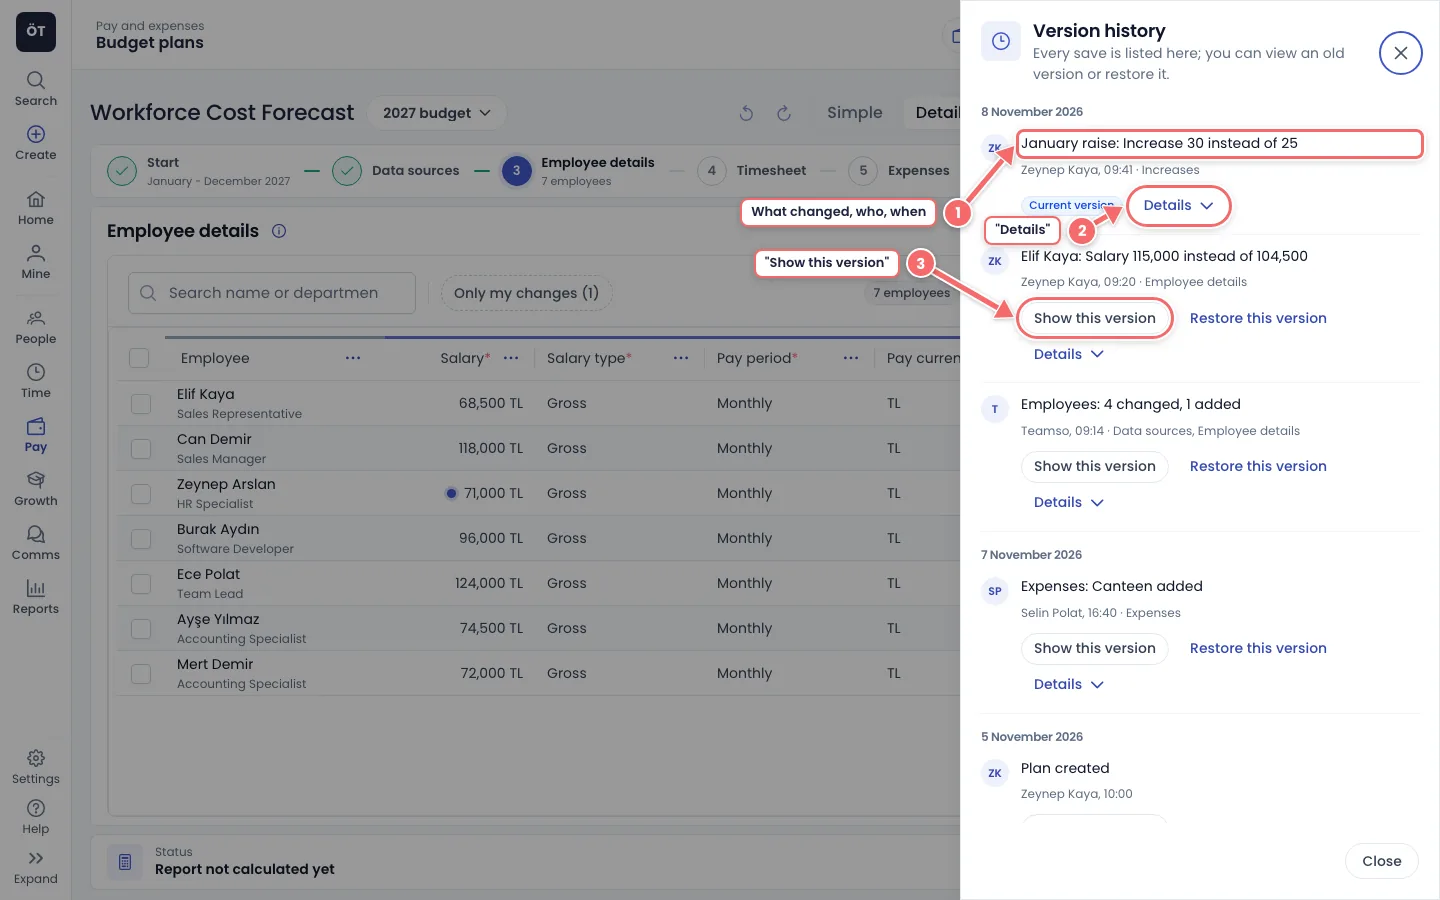 ÖT
Search
Create
Home
Mine
People
Time
Pay
Growth
Comms
Reports
Settings
Help
Expand
Pay and expenses
Budget plans
Workforce Cost Forecast
2027 budget
Simple
Start
January - December 2027
Data sources
3
Employee details
7 employees
4
Timesheet
5
Expenses
Employee details
Search name or departmen
Only my changes (1)
7 employees
Employee
Salary*
Salary type*
Pay period*
Elif Kaya
Sales Representative
68,500 TL
Gross
Monthly
TL
Can Demir
Sales Manager
118,000 TL
Gross
Monthly
TL
Zeynep Arslan
HR Specialist
71,000 TL
Gross
Monthly
TL
Burak Aydın
Software Developer
96,000 TL
Gross
Monthly
TL
Ece Polat
Team Lead
124,000 TL
Gross
Monthly
TL
Ayşe Yılmaz
Accounting Specialist
74,500 TL
Gross
Monthly
TL
Mert Demir
Accounting Specialist
72,000 TL
Gross
Monthly
TL
Status
Report not calculated yet
What changed, who, when
1
"Details"
2
"Show this version"
3
Version history
Every save is listed here; you can view an old
version or restore it.
8 November 2026
ZK
January raise: Increase 30 instead of 25
Zeynep Kaya, 09:41 · Increases
Current version
Details
ZK
Elif Kaya: Salary 115,000 instead of 104,500
Zeynep Kaya, 09:20 · Employee details
Show this version
Restore this version
Details
T
Employees: 4 changed, 1 added
Teamso, 09:14 · Data sources, Employee details
Show this version
Restore this version
Details
7 November 2026
SP
Expenses: Canteen added
Selin Polat, 16:40 · Expenses
Show this version
Restore this version
Details
5 November 2026
ZK
Plan created
Zeynep Kaya, 10:00
Close